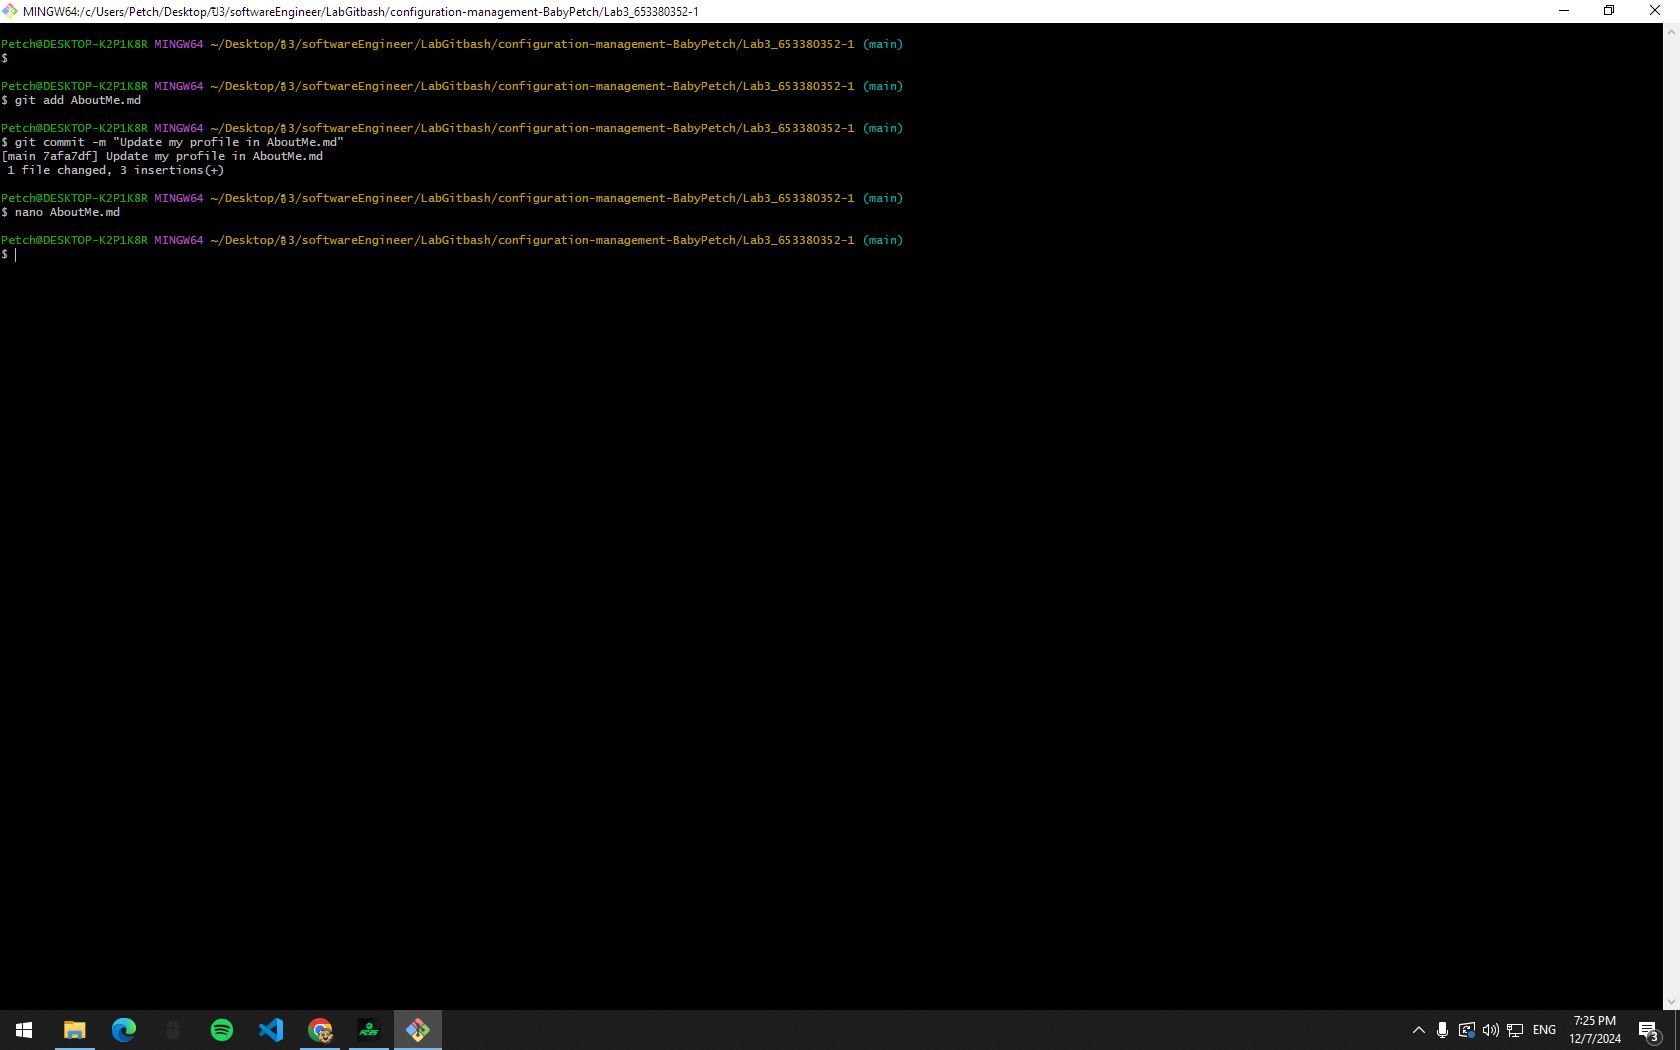 MINGW64:/c/Users/Petch/Desktop/ปี3/softwareEngineer/LabGitbash/configuration-management-BabyPetch/Lab3_653380352-1
Petch@DESKTOP-K2P1K8R MINGW64 ~/Desktop/ปี3/softwareEngineer/LabGitbash/configuration-management-BabyPetch/Lab3_653380352-1 (main)
$
Petch@DESKTOP-K2P1K8R MINGW64 ~/Desktop/ปี3/softwareEngineer/LabGitbash/configuration-management-BabyPetch/Lab3_653380352-1 (main)
$ git add AboutMe.md
Petch@DESKTOP-K2P1K8R MINGW64 ~/Desktop/ปี3/softwareEngineer/LabGitbash/configuration-management-BabyPetch/Lab3_653380352-1 (main)
$ git commit -m "Update my profile in AboutMe.md"
[main 7afa7df] Update my profile in AboutMe.md
 1 file changed, 3 insertions(+)
Petch@DESKTOP-K2P1K8R MINGW64 ~/Desktop/ปี3/softwareEngineer/LabGitbash/configuration-management-BabyPetch/Lab3_653380352-1 (main)
$ nano AboutMe.md
Petch@DESKTOP-K2P1K8R MINGW64 ~/Desktop/ปี3/softwareEngineer/LabGitbash/configuration-management-BabyPetch/Lab3_653380352-1 (main)
$
FC25
ENG
7:25 PM
12/7/2024
3